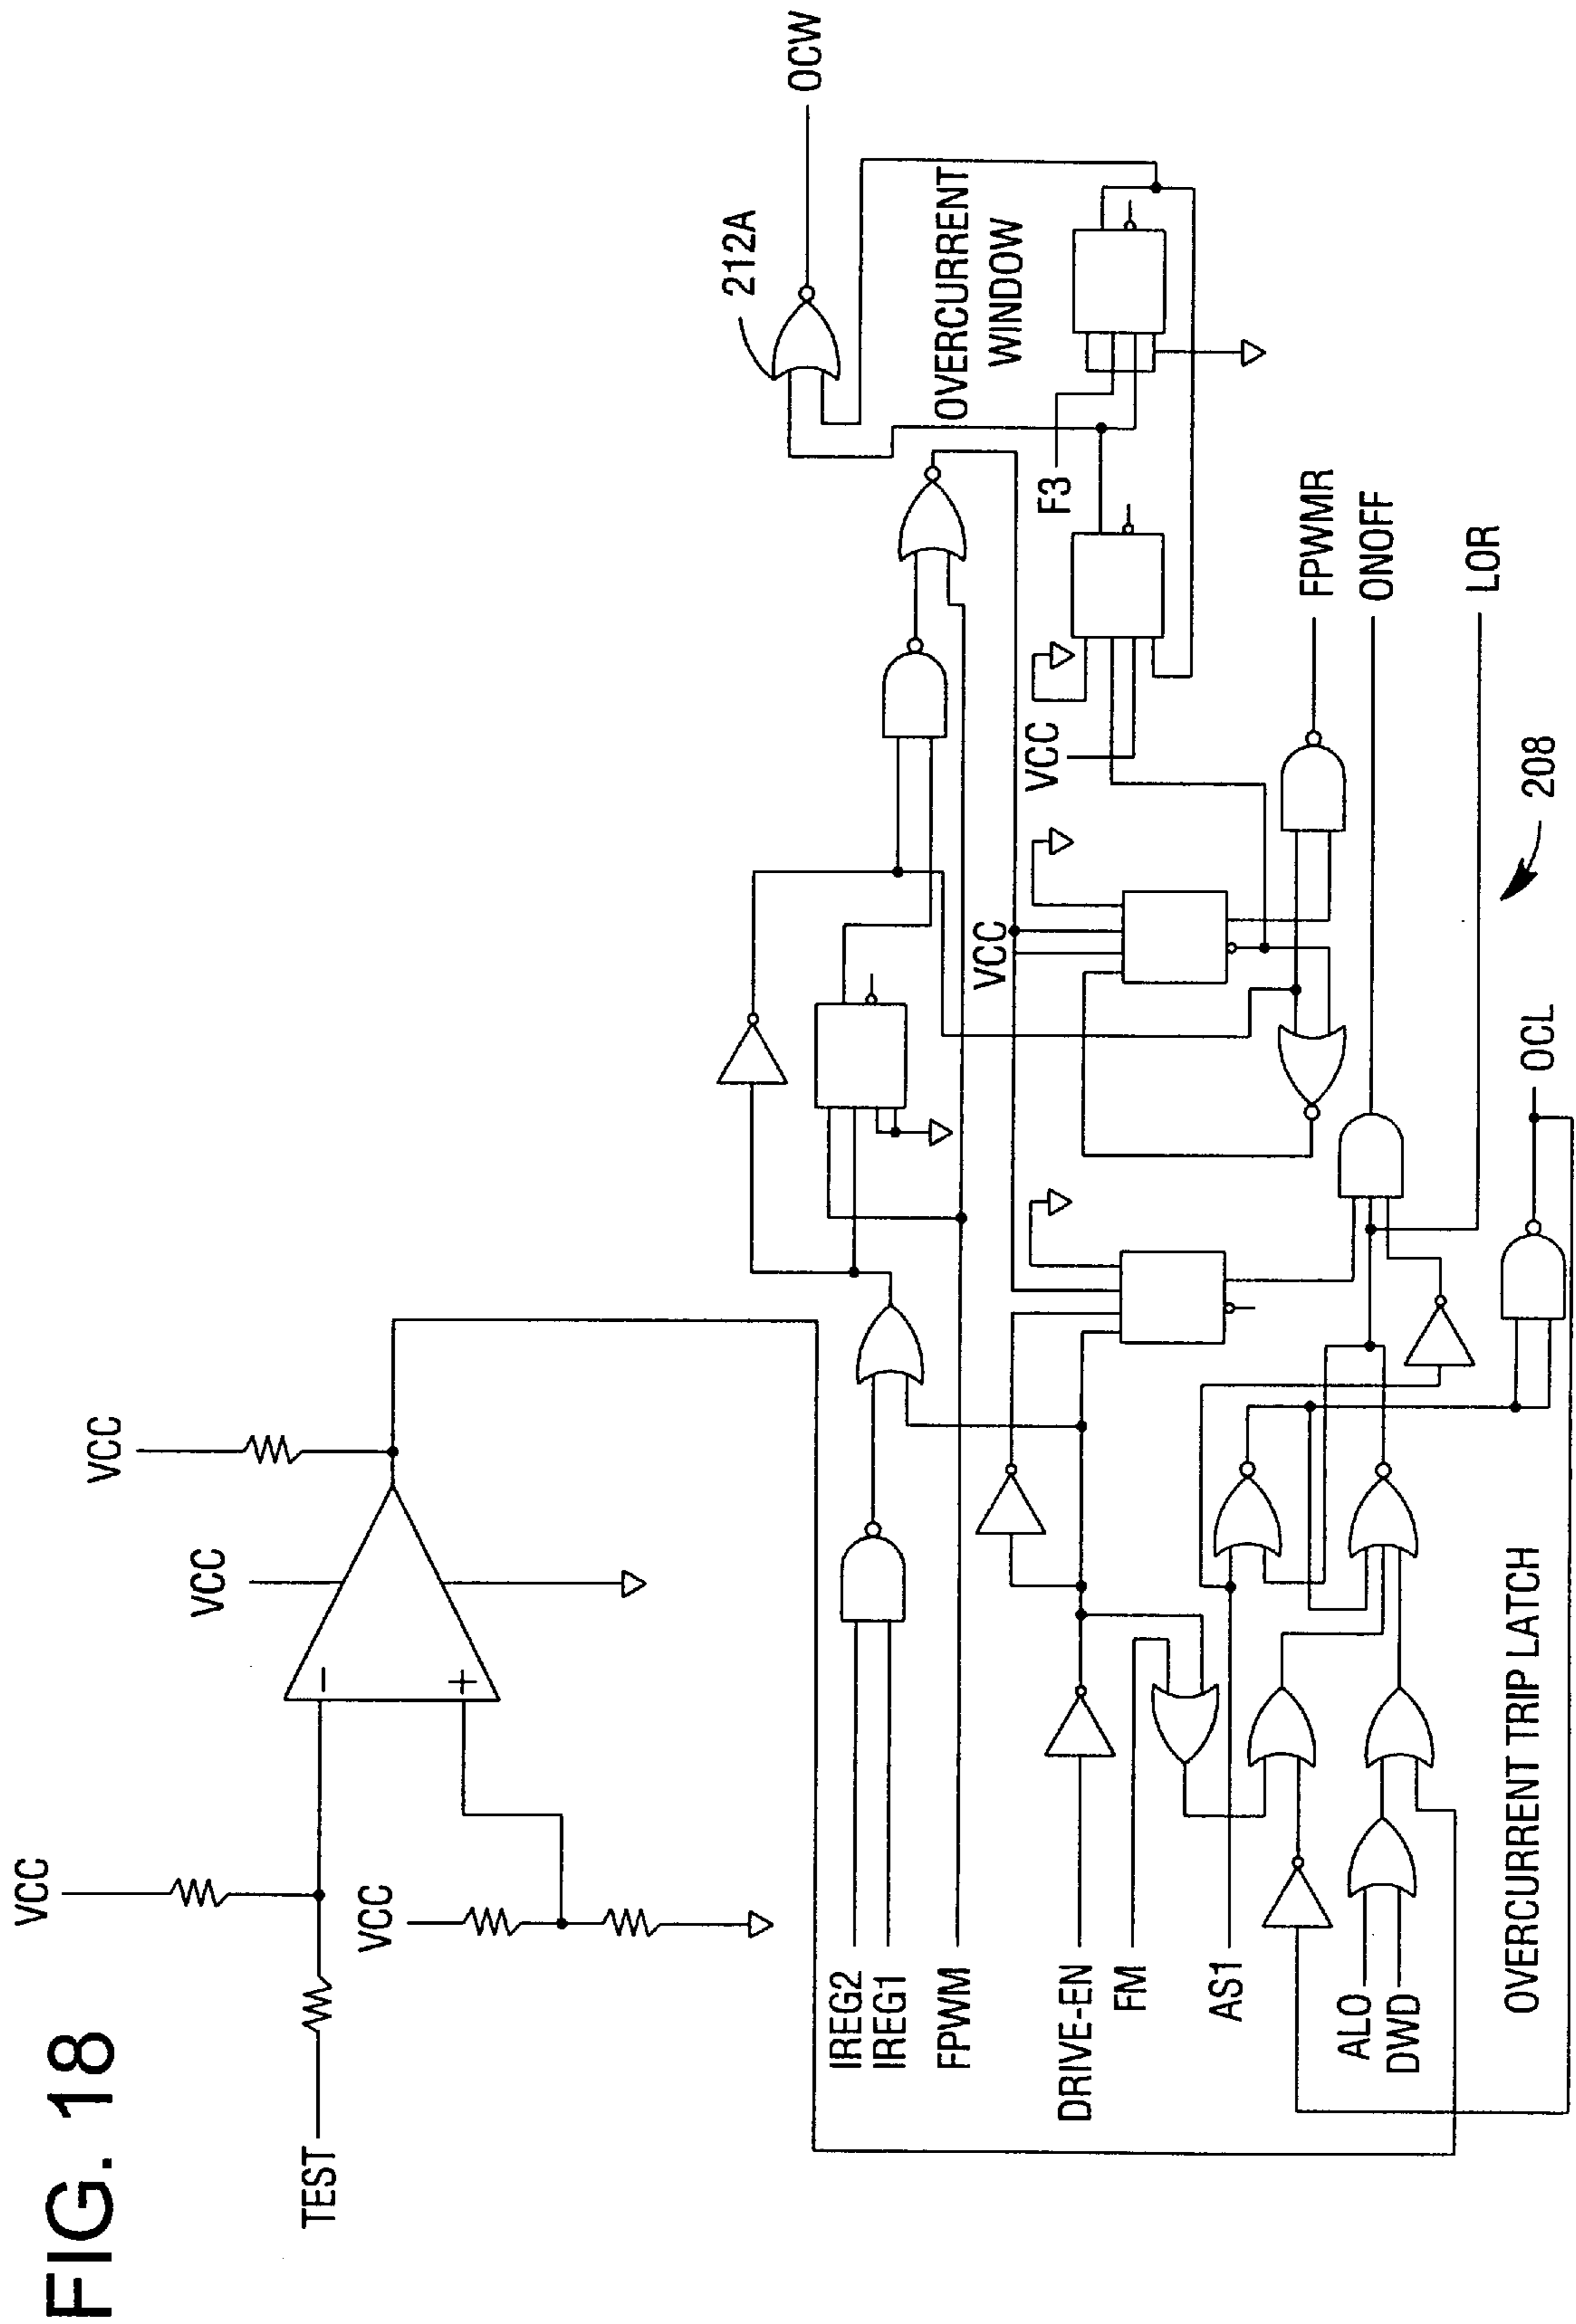 FIG. 18
TEST
VCC
VCC
VCC
VCC
-
+
IREG2
IREG1
FPWM
DRIVE-EN
FM
AS1
ALO
DWD
OVERCURRENT TRIP LATCH
212A
OCW
OVERCURRENT
WINDOW
F3
VCC
VCC
FPWMR
ONOFF
LOR
208
OCL